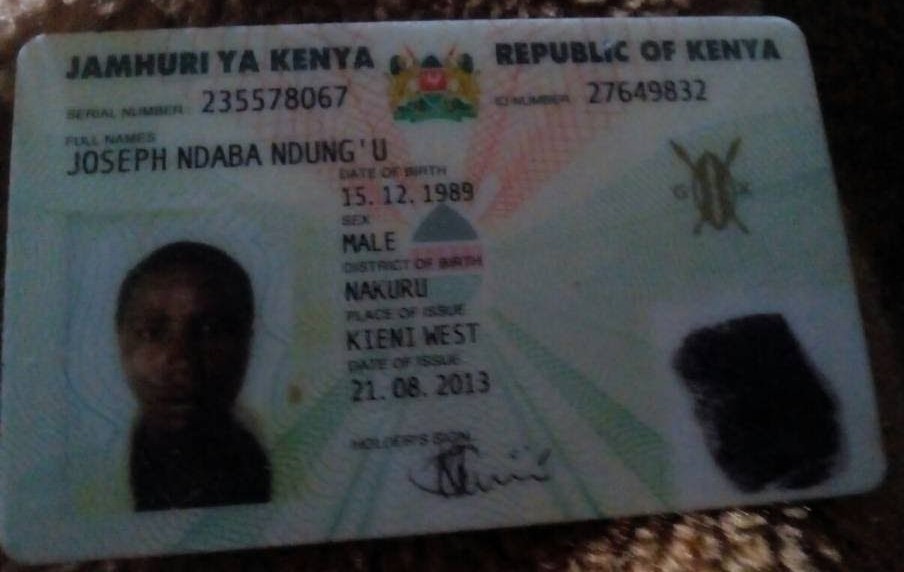 JAMHURI YA KENYA REPUBLIC OF KENYA
SERIAL NUMBER 235578067 ID NUMBER 27649832
FULL NAMES
JOSEPH NDABA NDUNG'U
DATE OF BIRTH
15. 12. 1989
SEX
MALE
DISTRICT OF BIRTH
NAKURU
PLACE OF ISSUE
KIENI WEST
DATE OF ISSUE
21. 08. 2013
HOLDER'S SIGN.